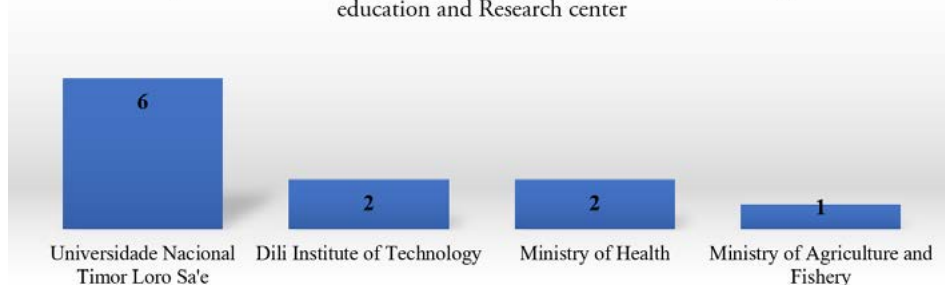 education and Research center
6
2
2
1
Universidade Nacional
Timor Loro Sa'e
Dili Institute of Technology
Ministry of Health
Ministry of Agriculture and
Fishery